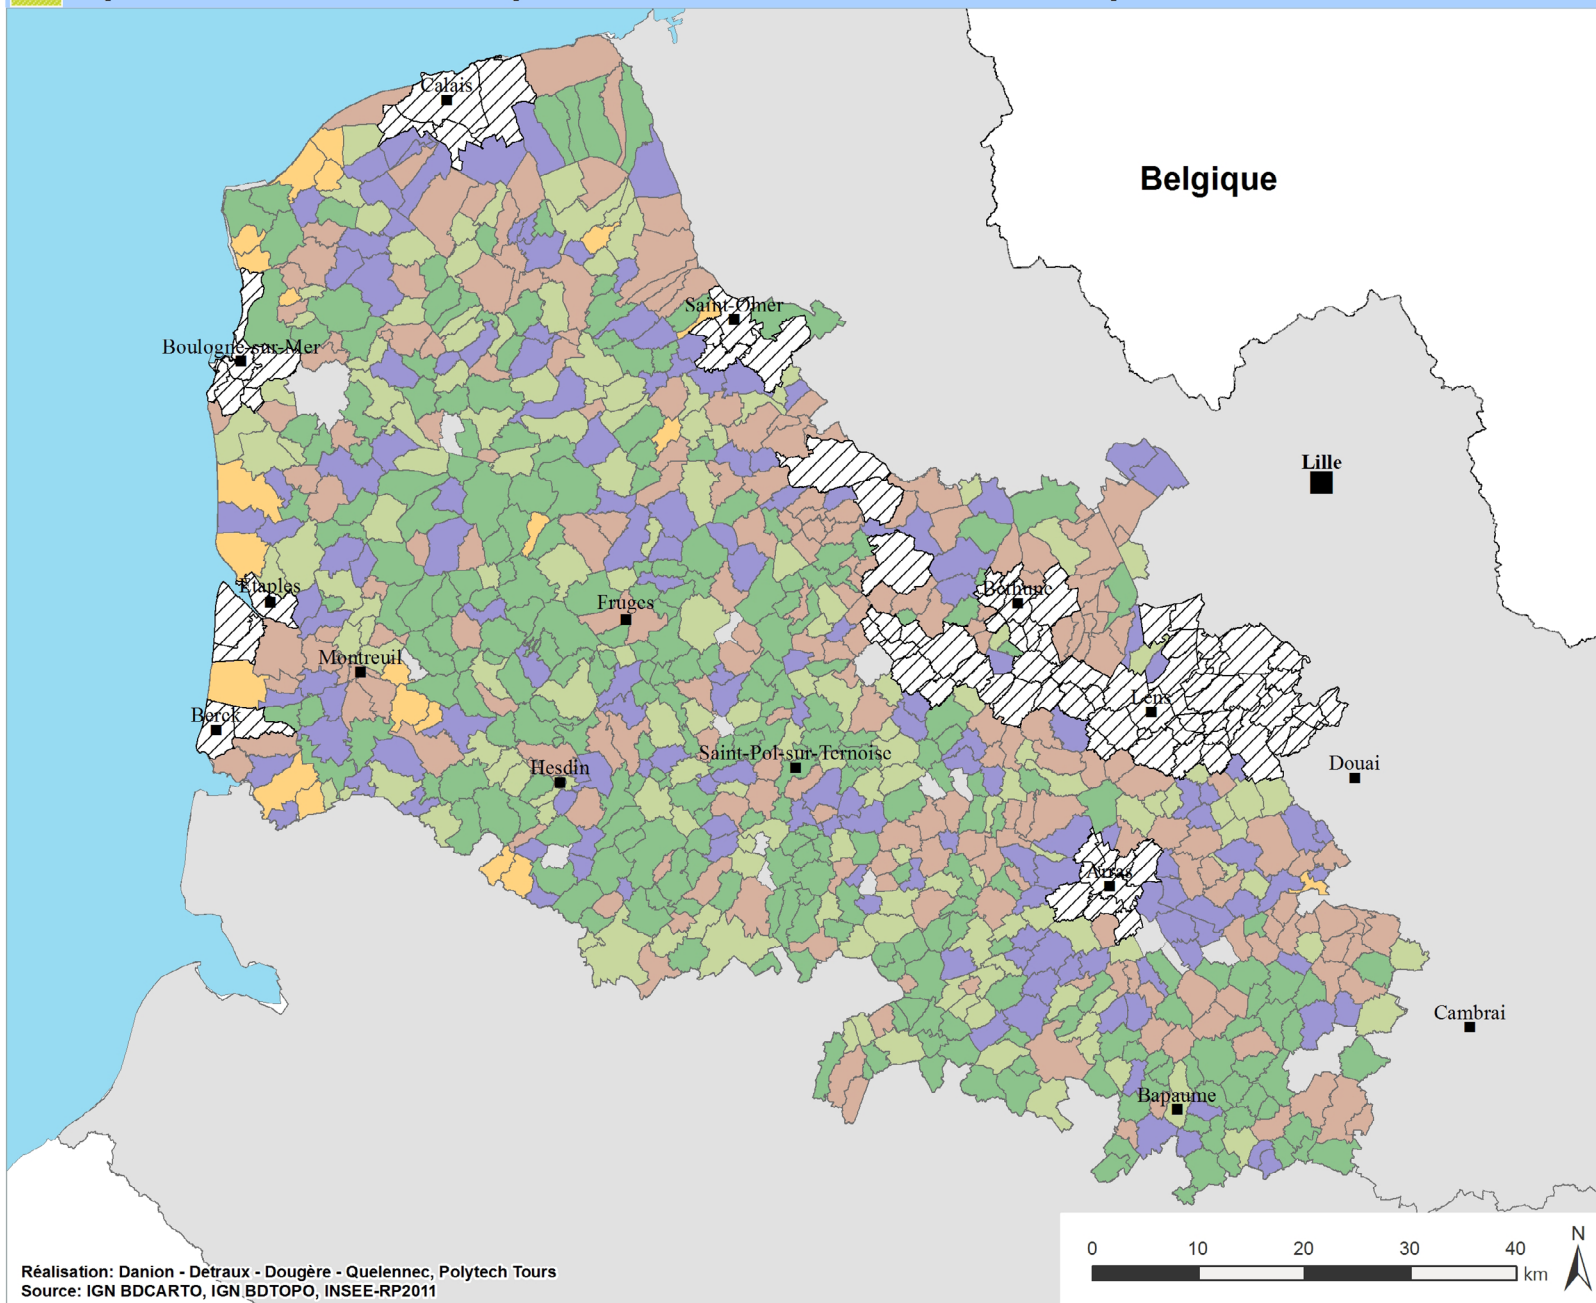 Calais
Belgique
Saint-Omer
Boulogne-sur-Mer
Lille
Étaples
Béthune
Fruges
Montreuil
Lens
Berck
Saint-Pol-sur-Ternoise
Hesdin
Douai
Arras
Cambrai
Bapaume
0 10 20 30 40
km
N
Réalisation: Danion - Detraux - Dougère - Quelennec, Polytech Tours
Source: IGN BDCARTO, IGN BDTOPO, INSEE-RP2011